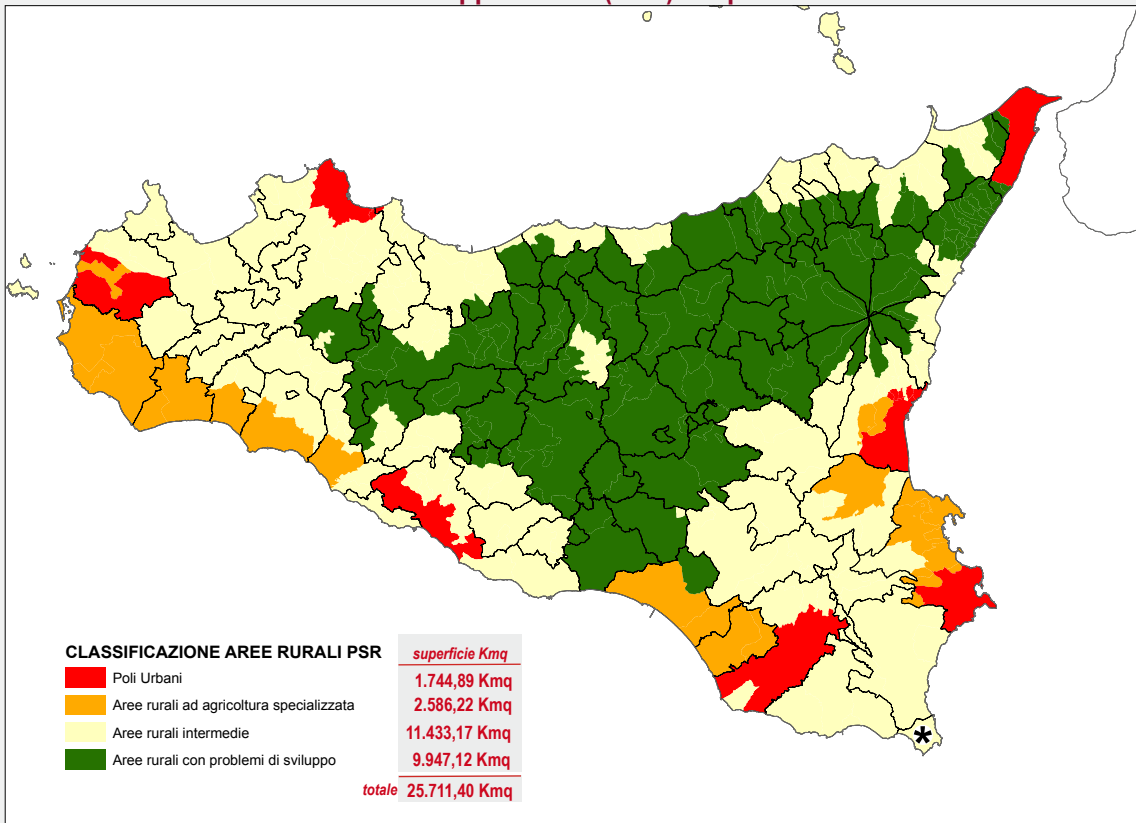 CLASSIFICAZIONE AREE RURALI PSR superficie Kmq
Poli Urbani 1.744,89 Kmq
Aree rurali ad agricoltura specializzata 2.586,22 Kmq
Aree rurali intermedie 11.433,17 Kmq
Aree rurali con problemi di sviluppo 9.947,12 Kmq
totale 25.711,40 Kmq
*